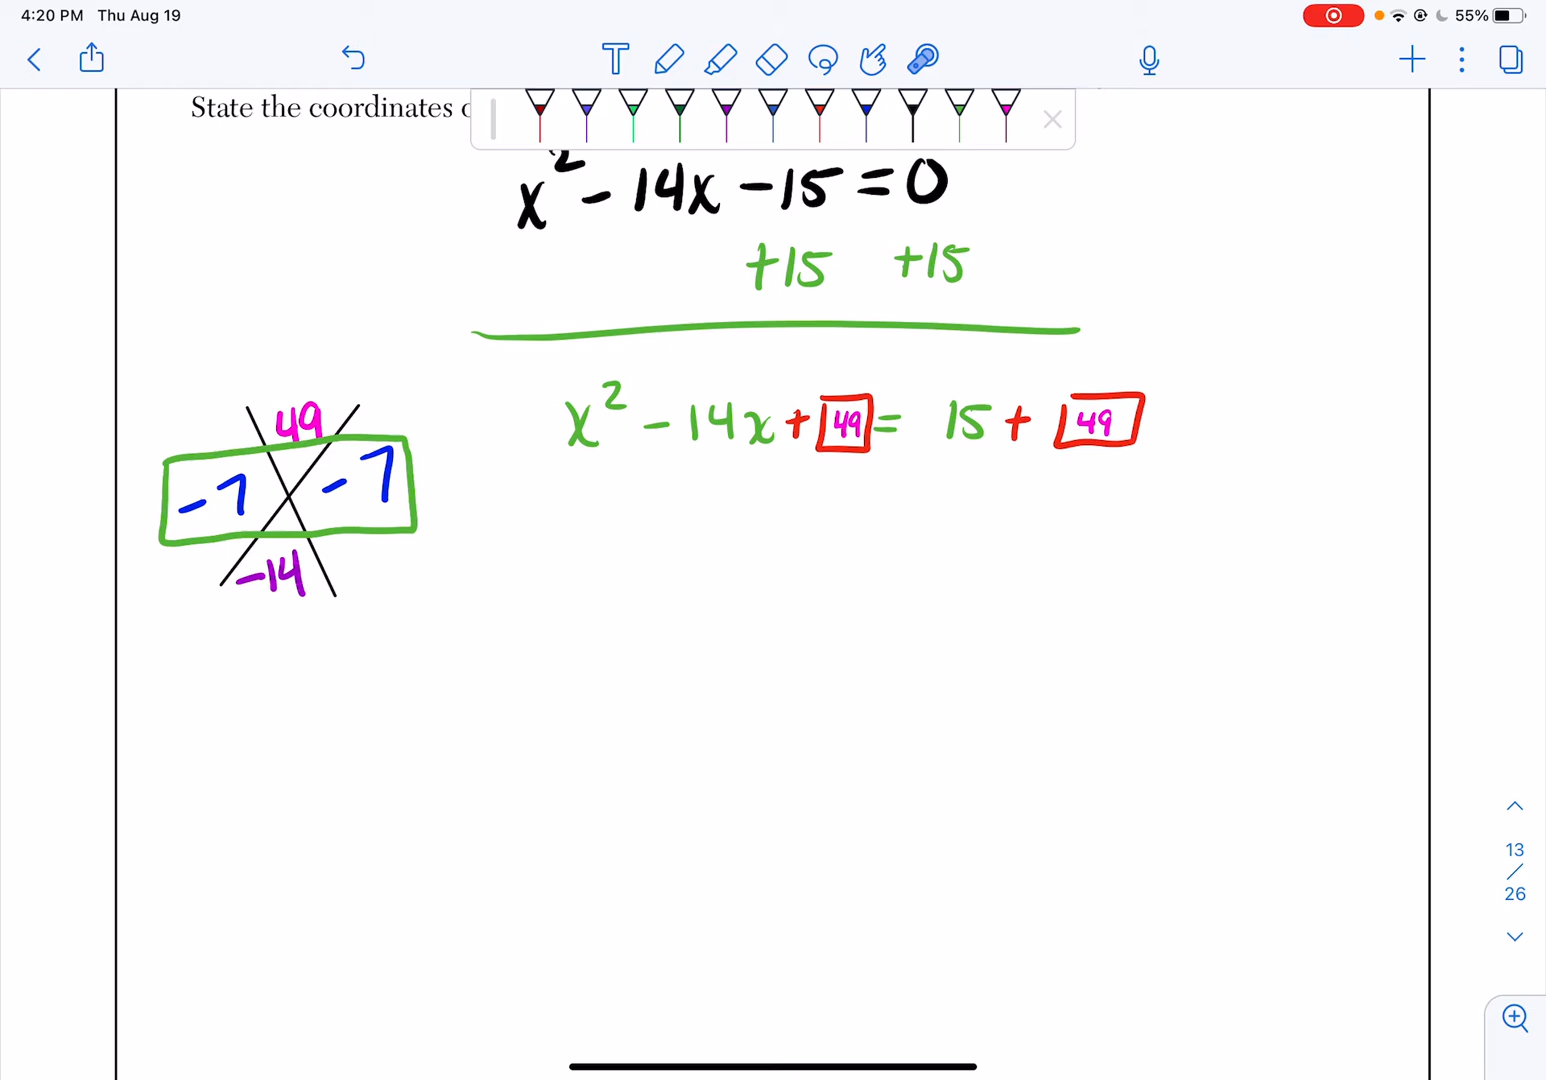 4:20 PM Thu Aug 19
55%
State the coordinates
x² - 14x - 15 = 0
+15 +15
x² - 14x + 49 = 15 + 49
49
-7 -7
-14
13
/
26